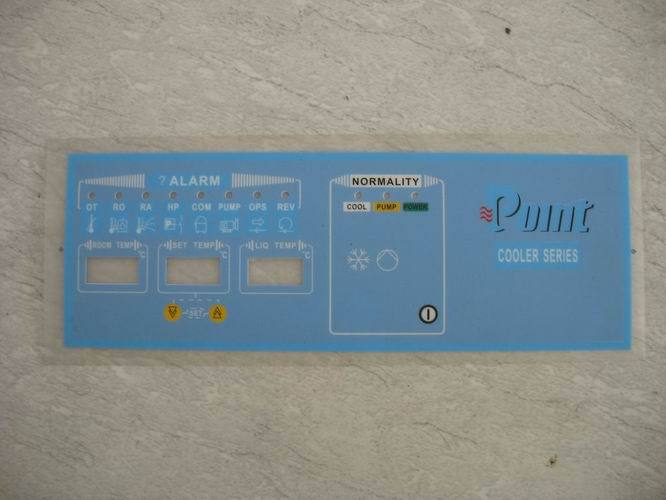 ? ALARM
OT RO RA HP COM PUMP OPS REV
ROOM TEMP SET TEMP LIQ TEMP
°C °C °C
SET
NORMALITY
COOL PUMP POWER
Point
COOLER SERIES